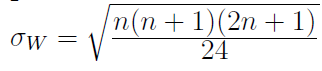 σ_W = √(n(n + 1)(2n + 1) / 24)